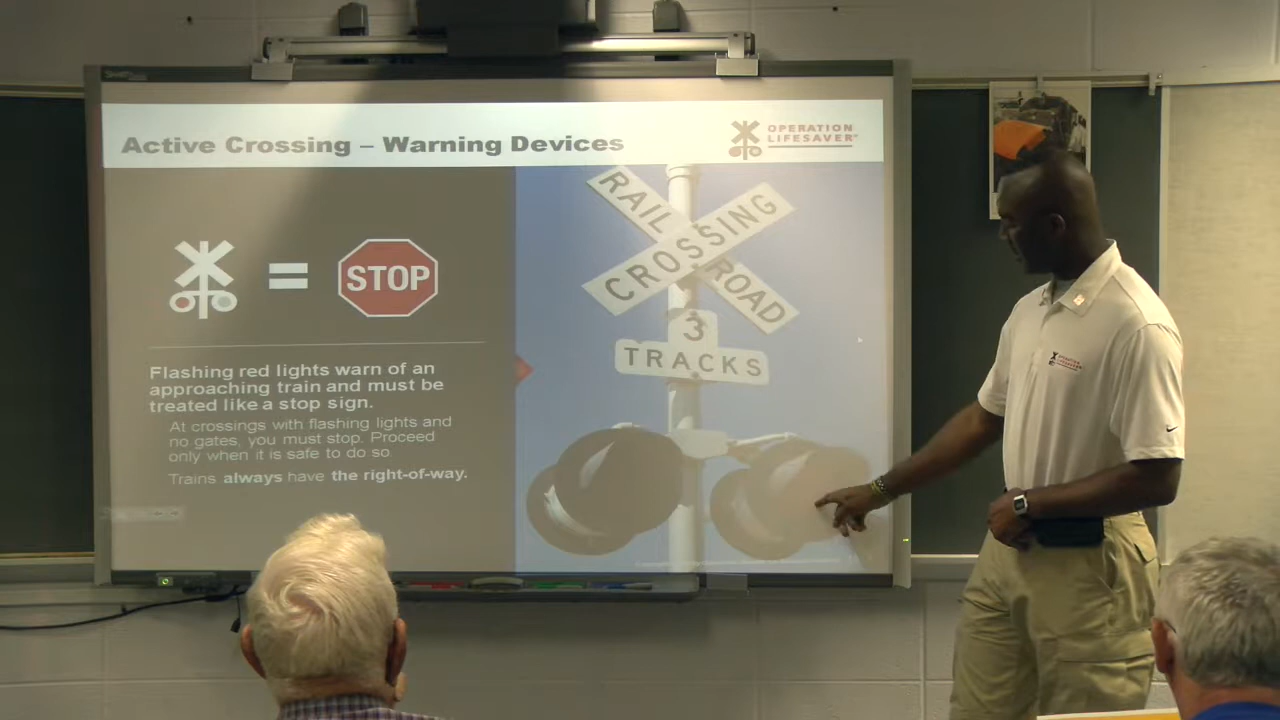 Active Crossing – Warning Devices
OPERATION
LIFESAVER
STOP
Flashing red lights warn of an
approaching train and must be
treated like a stop sign.
At crossings with flashing lights and
no gates, you must stop. Proceed
only when it is safe to do so.
Trains always have the right-of-way.
RAIL ROAD
CROSSING
3
TRACKS
OPERATION
LIFESAVER